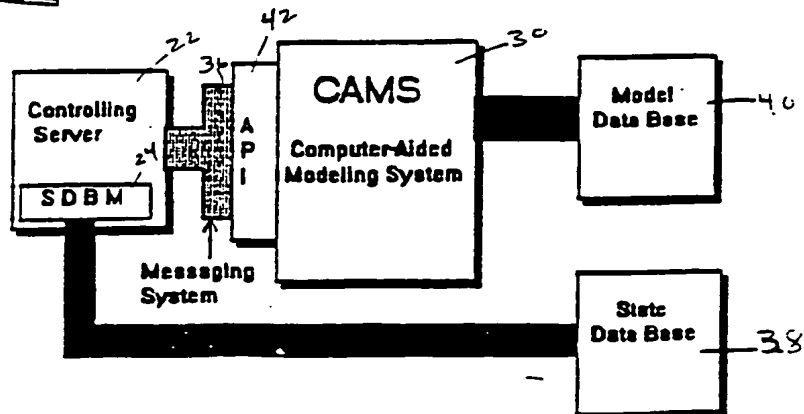 22
36
42
30
Controlling
Server
24
SDBM
API
CAMS
Computer-Aided
Modeling System
Model
Data Base
40
Messaging
System
State
Data Base
38